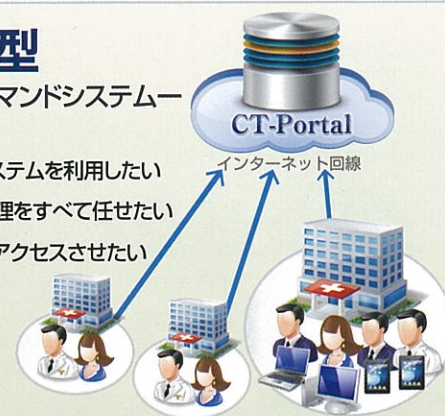 型
マンドシステムー
CT-Portal
インターネット回線
ステムを利用したい
理をすべて任せたい
アクセスさせたい